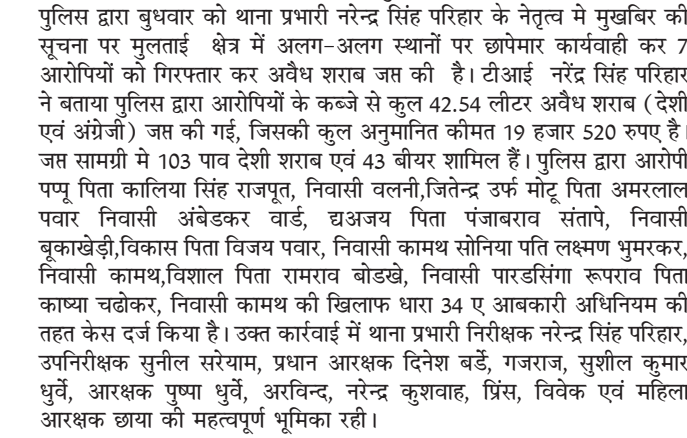 पुलिस द्वारा बुधवार को थाना प्रभारी नरेन्द्र सिंह परिहार के नेतृत्व मे मुखबिर की
सूचना पर मुलताई क्षेत्र में अलग-अलग स्थानों पर छापेमार कार्यवाही कर 7
आरोपियों को गिरफ्तार कर अवैध शराब जप्त की है। टीआई नरेंद्र सिंह परिहार
ने बताया पुलिस द्वारा आरोपियों के कब्जे से कुल 42.54 लीटर अवैध शराब (देशी
एवं अंग्रेजी) जप्त की गई, जिसकी कुल अनुमानित कीमत 19 हजार 520 रुपए है।
जप्त सामग्री मे 103 पाव देशी शराब एवं 43 बीयर शामिल हैं। पुलिस द्वारा आरोपी
पप्पू पिता कालिया सिंह राजपूत, निवासी वलनी,जितेन्द्र उर्फ मोटू पिता अमरलाल
पवार निवासी अंबेडकर वार्ड, द्यअजय पिता पंजाबराव संतापे, निवासी
बूकाखेड़ी,विकास पिता विजय पवार, निवासी कामथ सोनिया पति लक्ष्मण भुमरकर,
निवासी कामथ,विशाल पिता रामराव बोडखे, निवासी पारडसिंगा रूपराव पिता
काष्या चढोकर, निवासी कामथ की खिलाफ धारा 34 ए आबकारी अधिनियम की
तहत केस दर्ज किया है। उक्त कार्रवाई में थाना प्रभारी निरीक्षक नरेन्द्र सिंह परिहार,
उपनिरीक्षक सुनील सरेयाम, प्रधान आरक्षक दिनेश बर्डे, गजराज, सुशील कुमार
धुर्वे, आरक्षक पुष्पा धुर्वे, अरविन्द, नरेन्द्र कुशवाह, प्रिंस, विवेक एवं महिला
आरक्षक छाया की महत्वपूर्ण भूमिका रही।